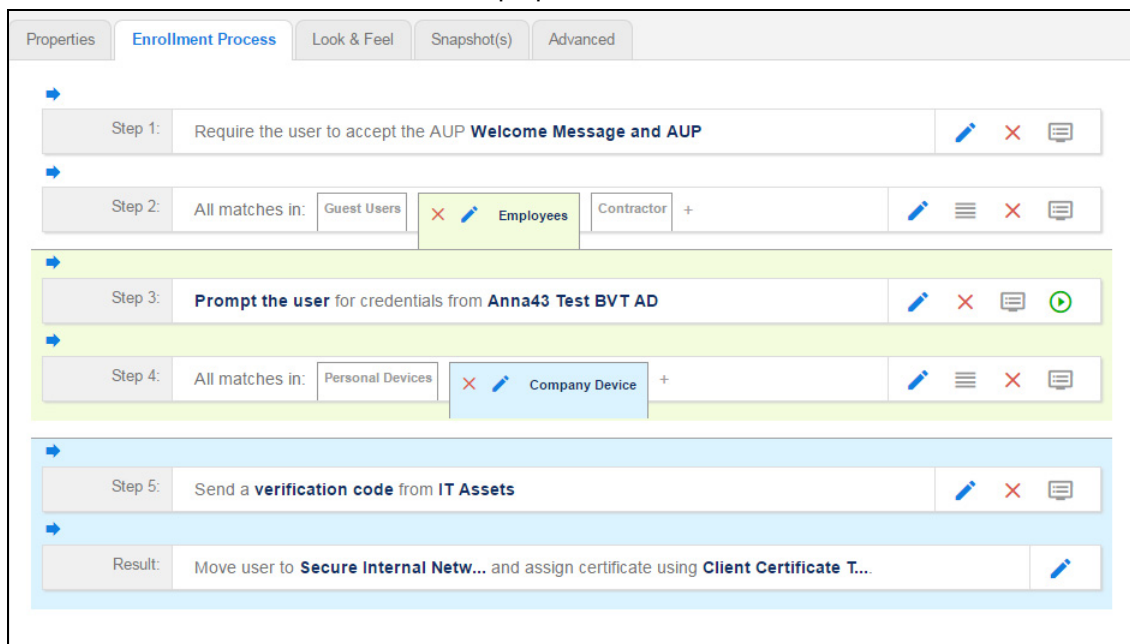 Properties Enrollment Process Look & Feel Snapshot(s) Advanced
Step 1: Require the user to accept the AUP Welcome Message and AUP
Step 2: All matches in: Guest Users Employees Contractor +
Step 3: Prompt the user for credentials from Anna43 Test BVT AD
Step 4: All matches in: Personal Devices Company Device +
Step 5: Send a verification code from IT Assets
Result: Move user to Secure Internal Netw... and assign certificate using Client Certificate T....